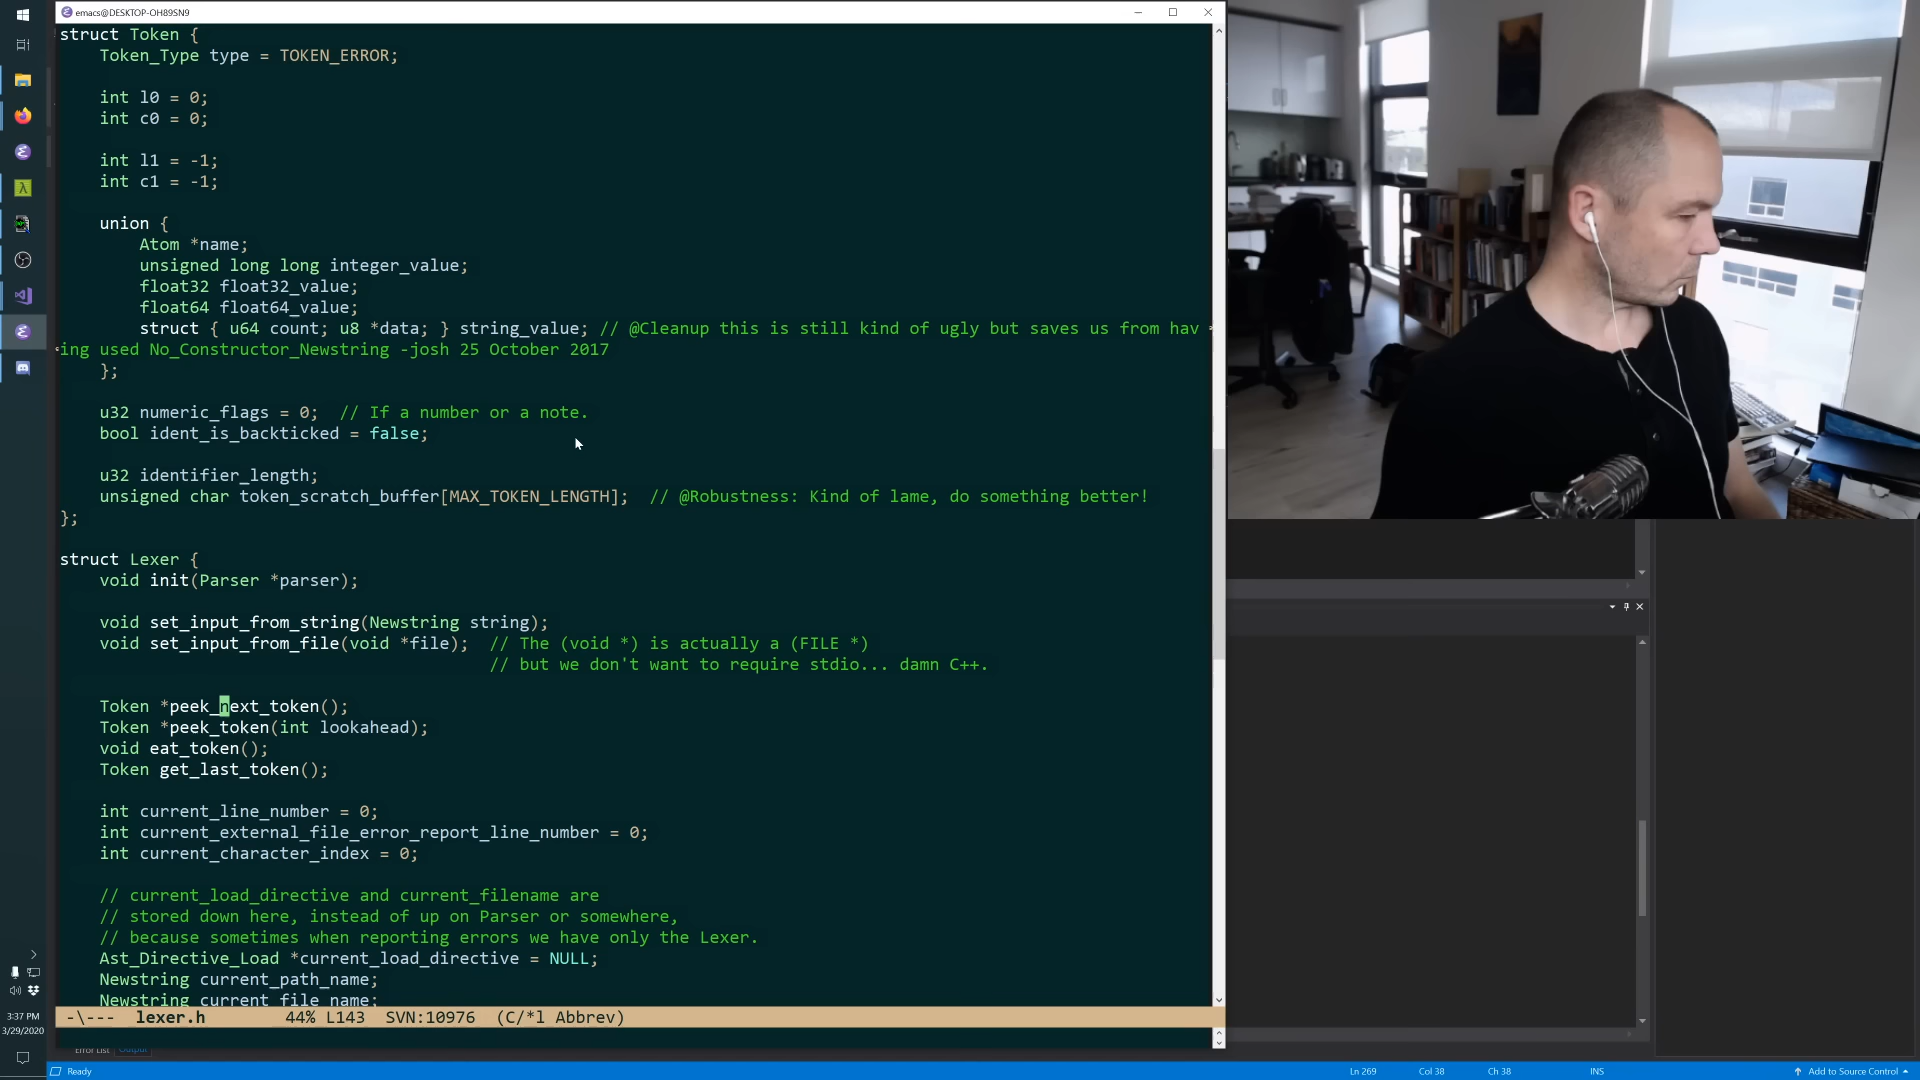 emacs@DESKTOP-OH89SN9
struct Token {
Token_Type type = TOKEN_ERROR;
int l0 = 0;
int c0 = 0;
int l1 = -1;
int c1 = -1;
union {
Atom *name;
unsigned long long integer_value;
float32 float32_value;
float64 float64_value;
struct { u64 count; u8 *data; } string_value; // @Cleanup this is still kind of ugly but saves us from hav
ing used No_Constructor_Newstring -josh 25 October 2017
};
u32 numeric_flags = 0; // If a number or a note.
bool ident_is_backticked = false;
u32 identifier_length;
unsigned char token_scratch_buffer[MAX_TOKEN_LENGTH]; // @Robustness: Kind of lame, do something better!
};
struct Lexer {
void init(Parser *parser);
void set_input_from_string(Newstring string);
void set_input_from_file(void *file); // The (void *) is actually a (FILE *)
// but we don't want to require stdio... damn C++.
Token *peek_next_token();
Token *peek_token(int lookahead);
void eat_token();
Token get_last_token();
int current_line_number = 0;
int current_external_file_error_report_line_number = 0;
int current_character_index = 0;
// current_load_directive and current_filename are
// stored down here, instead of up on Parser or somewhere,
// because sometimes when reporting errors we have only the Lexer.
Ast_Directive_Load *current_load_directive = NULL;
Newstring current_path_name;
Newstring current_file_name;
-\--- lexer.h 44% L143 SVN:10976 (C/*l Abbrev)
3:37 PM
3/29/2020
Error List Output
Ready Ln 269 Col 38 Ch 38 INS Add to Source Control